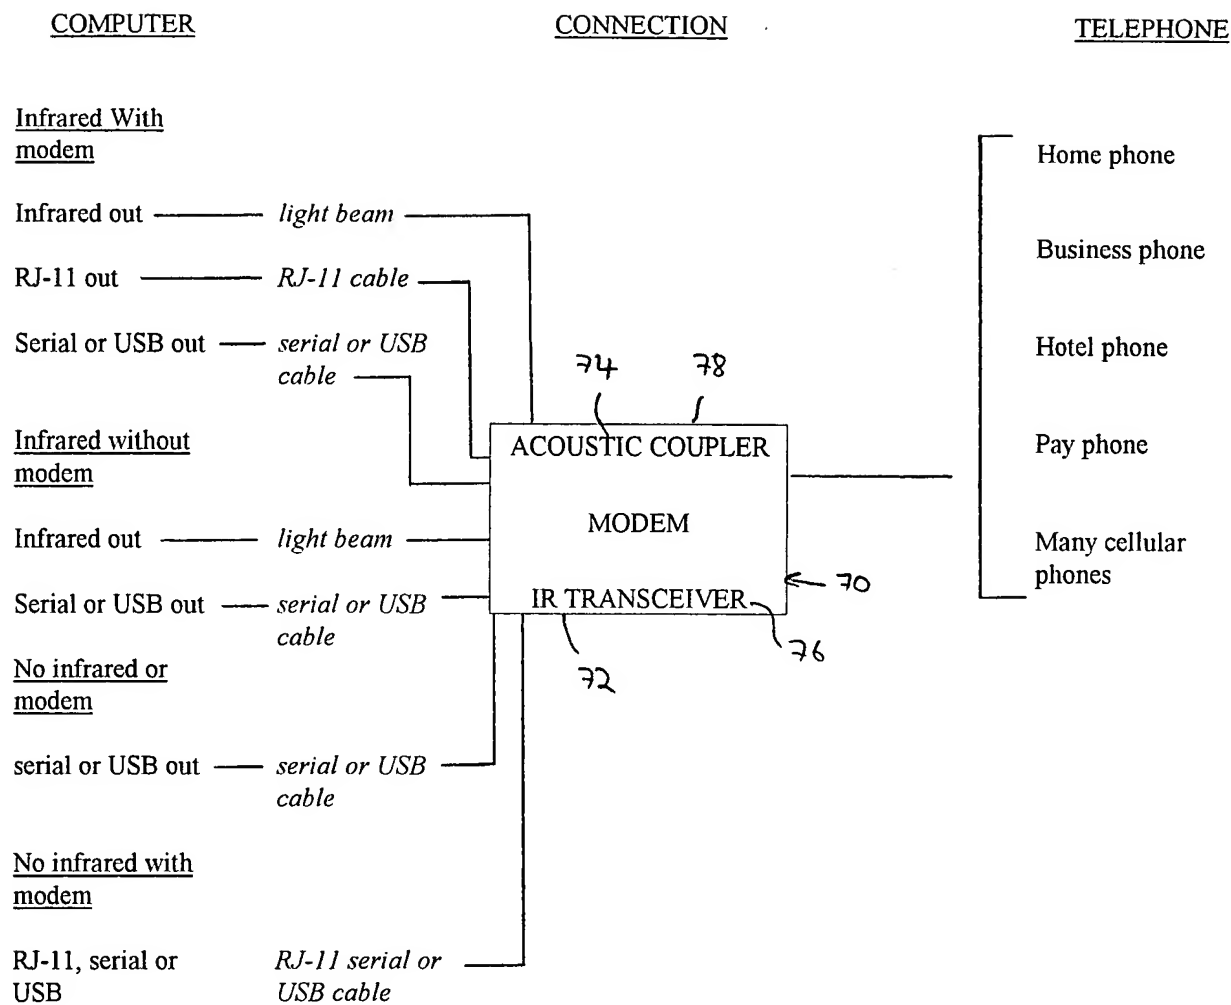 COMPUTER
CONNECTION
TELEPHONE
Infrared With
modem
Infrared out
light beam
RJ-11 out
RJ-11 cable
Serial or USB out
serial or USB
cable
Infrared without
modem
Infrared out
light beam
Serial or USB out
serial or USB
cable
No infrared or
modem
serial or USB out
serial or USB
cable
No infrared with
modem
RJ-11, serial or
USB
RJ-11 serial or
USB cable
74
78
ACOUSTIC COUPLER
MODEM
IR TRANSCEIVER
70
76
72
Home phone
Business phone
Hotel phone
Pay phone
Many cellular
phones